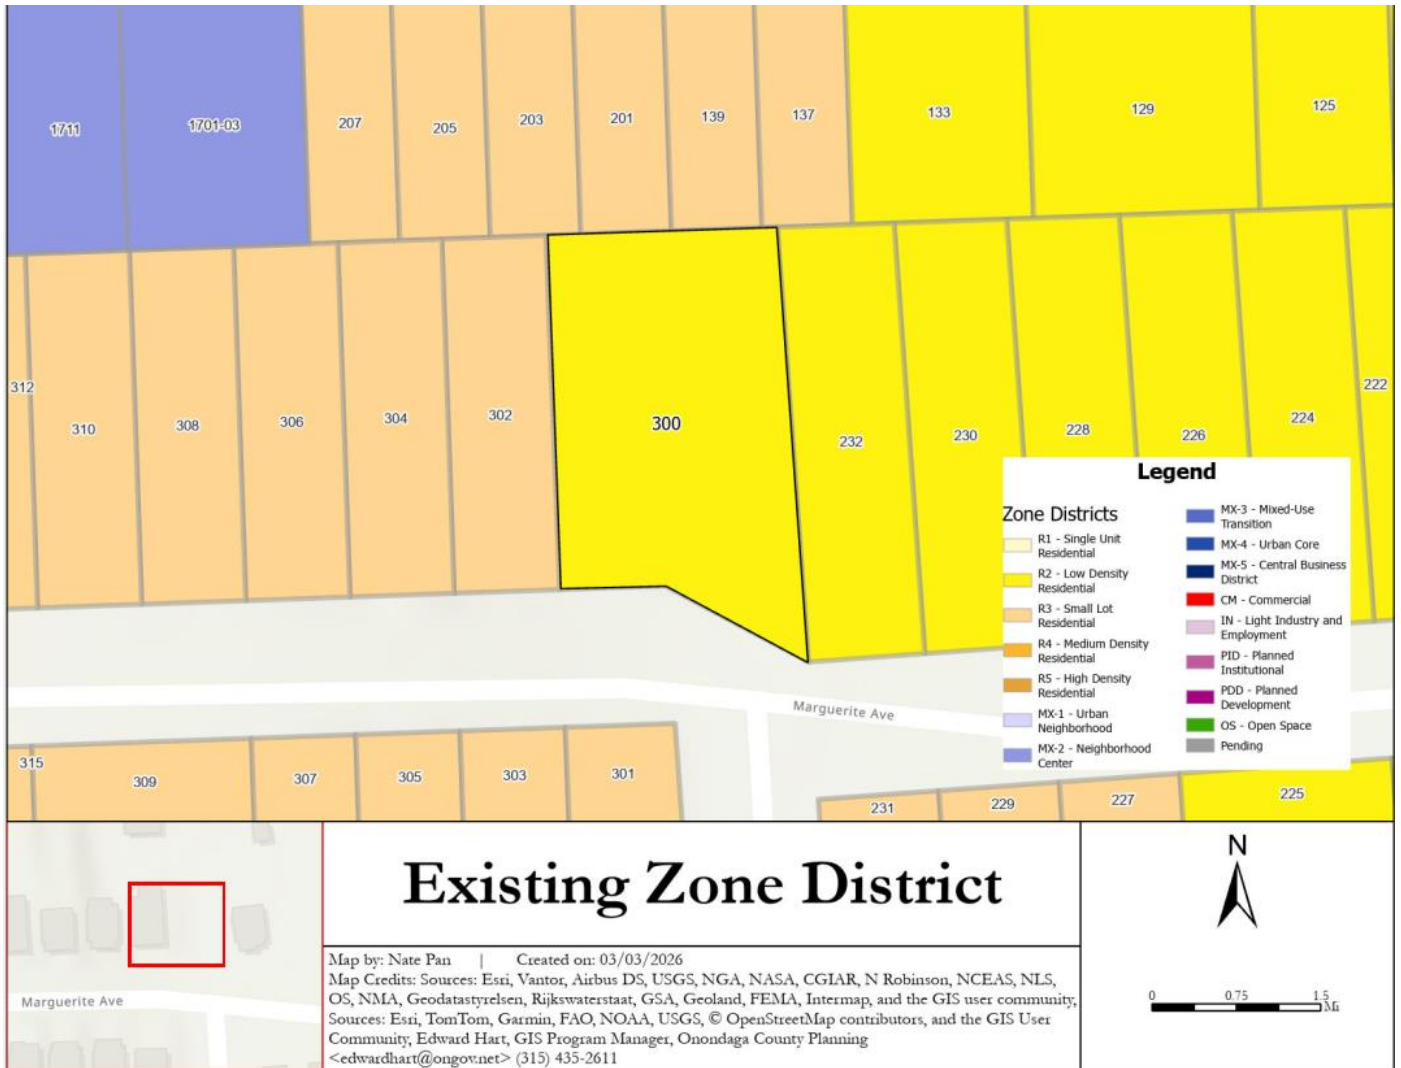 1711
1701-03
207
205
203
201
139
137
133
129
125
312
310
308
306
304
302
300
232
230
228
226
224
222
Marguerite Ave
315
309
307
305
303
301
231
229
227
225
Legend
Zone Districts
R1 - Single Unit
Residential
R2 - Low Density
Residential
R3 - Small Lot
Residential
R4 - Medium Density
Residential
R5 - High Density
Residential
MX-1 - Urban
Neighborhood
MX-2 - Neighborhood
Center
MX-3 - Mixed-Use
Transition
MX-4 - Urban Core
MX-5 - Central Business
District
CM - Commercial
IN - Light Industry and
Employment
PID - Planned
Institutional
PDD - Planned
Development
OS - Open Space
Pending
Marguerite Ave
Existing Zone District
Map by: Nate Pan | Created on: 03/03/2026
Map Credits: Sources: Esri, Vantor, Airbus DS, USGS, NGA, NASA, CGIAR, N Robinson, NCEAS, NLS,
OS, NMA, Geodatastyrelsen, Rijkswaterstaat, GSA, Geoland, FEMA, Intermap, and the GIS user community,
Sources: Esri, TomTom, Garmin, FAO, NOAA, USGS, © OpenStreetMap contributors, and the GIS User
Community, Edward Hart, GIS Program Manager, Onondaga County Planning
<edwardhart@ongov.net> (315) 435-2611
N
0 0.75 1.5
Mi